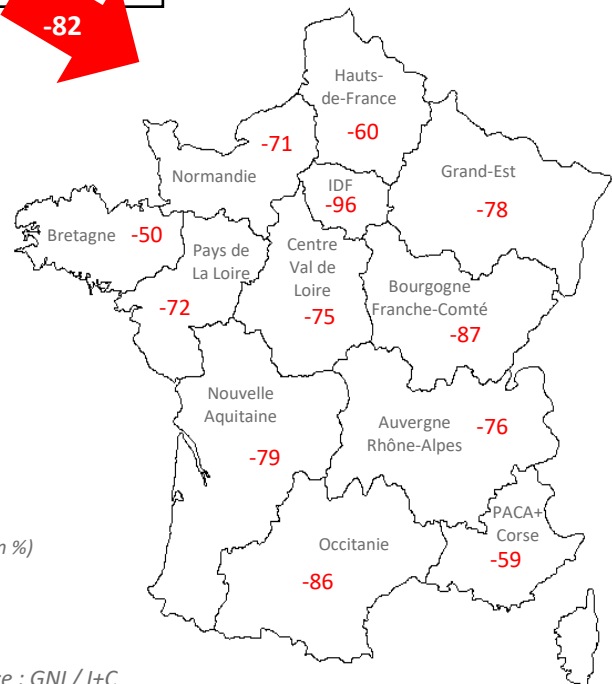 -82
Hauts-
de-France
-60
-71
Normandie
IDF
-96
Grand-Est
-78
Bretagne -50
Pays de
La Loire
-72
Centre
Val de
Loire
-75
Bourgogne
Franche-Comté
-87
Nouvelle
Aquitaine
-79
Auvergne
Rhône-Alpes
-76
PACA+
Corse
-59
Occitanie
-86
%)
: GNI / I+C